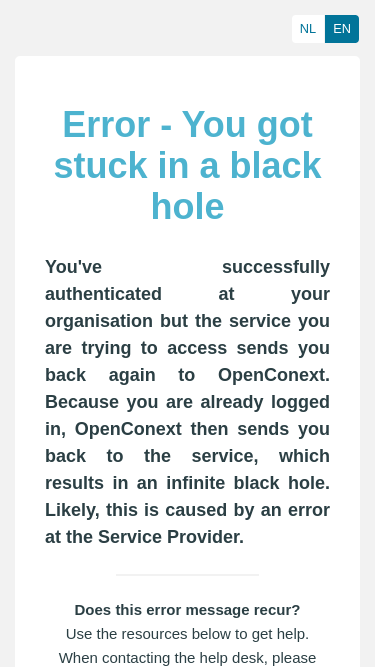 NL EN
Error - You got
stuck in a black
hole
You've successfully
authenticated at your
organisation but the service you
are trying to access sends you
back again to OpenConext.
Because you are already logged
in, OpenConext then sends you
back to the service, which
results in an infinite black hole.
Likely, this is caused by an error
at the Service Provider.
Does this error message recur?
Use the resources below to get help.
When contacting the help desk, please